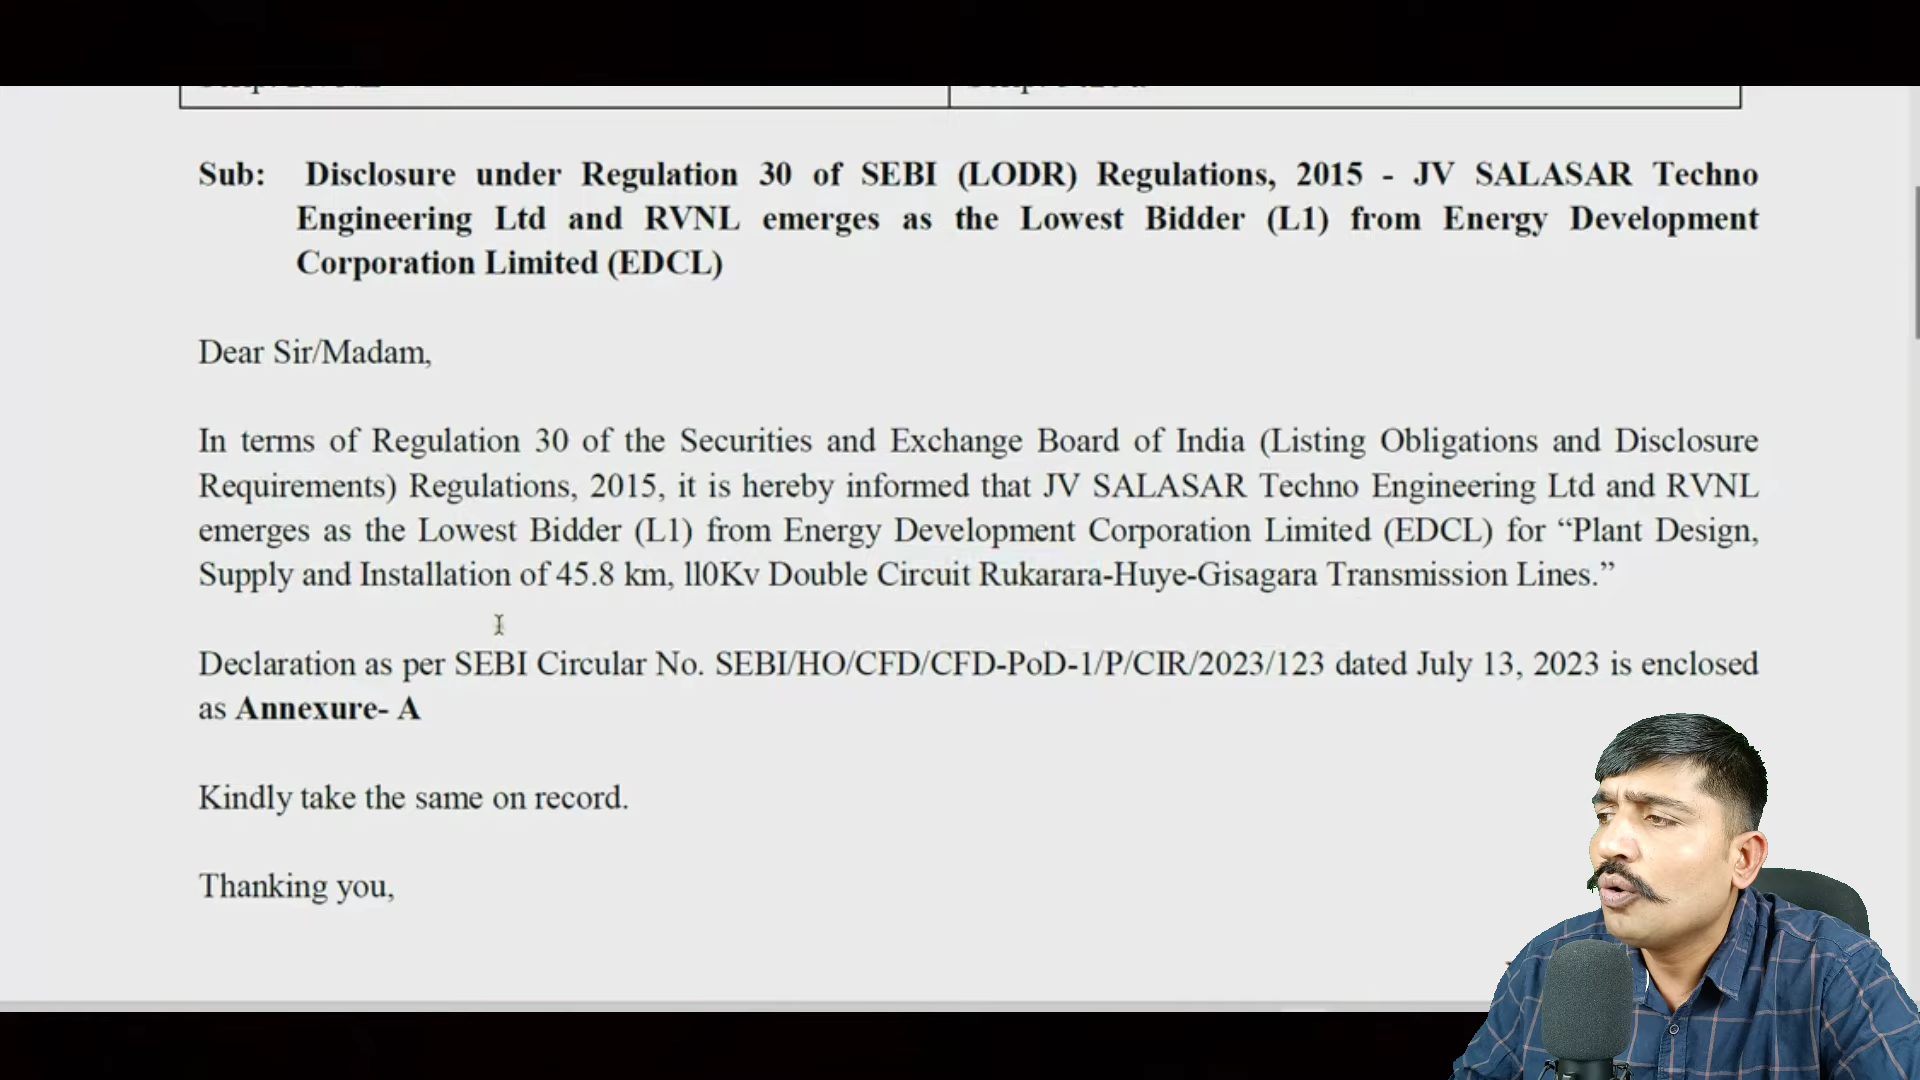 Sub: Disclosure under Regulation 30 of SEBI (LODR) Regulations, 2015 - JV SALASAR Techno
Engineering Ltd and RVNL emerges as the Lowest Bidder (L1) from Energy Development
Corporation Limited (EDCL)
Dear Sir/Madam,
In terms of Regulation 30 of the Securities and Exchange Board of India (Listing Obligations and Disclosure
Requirements) Regulations, 2015, it is hereby informed that JV SALASAR Techno Engineering Ltd and RVNL
emerges as the Lowest Bidder (L1) from Energy Development Corporation Limited (EDCL) for “Plant Design,
Supply and Installation of 45.8 km, ll0Kv Double Circuit Rukarara-Huye-Gisagara Transmission Lines.”
Declaration as per SEBI Circular No. SEBI/HO/CFD/CFD-PoD-1/P/CIR/2023/123 dated July 13, 2023 is enclosed
as Annexure- A
Kindly take the same on record.
Thanking you,